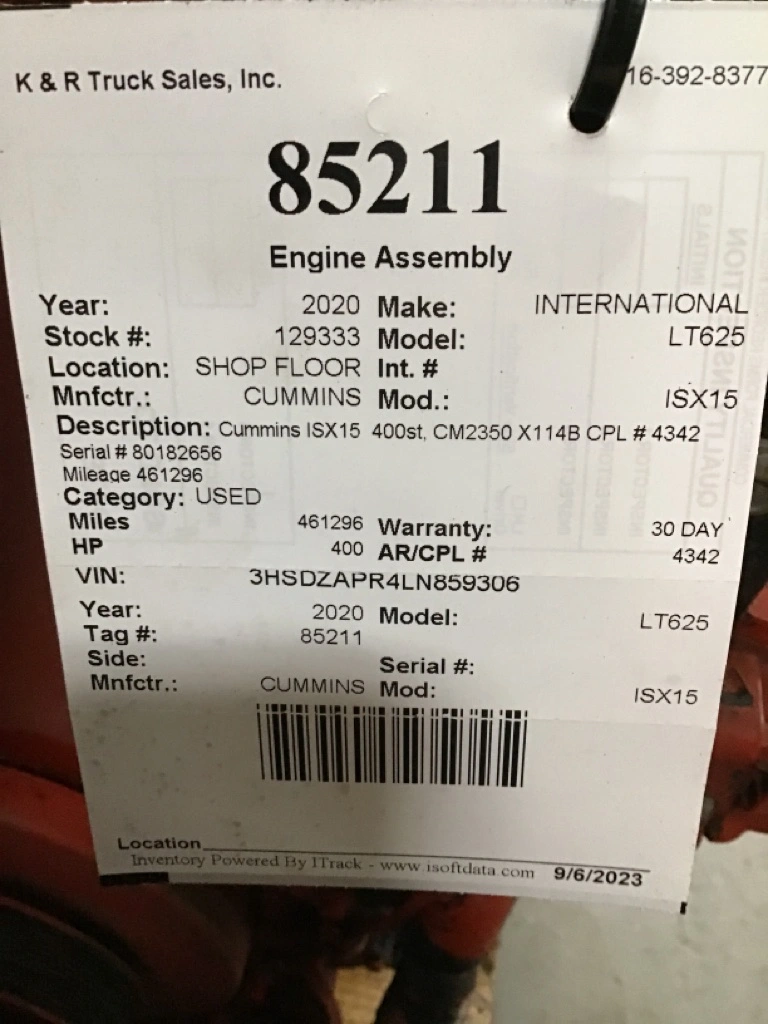 K & R Truck Sales, Inc. 16-392-8377
85211
Engine Assembly
Year: 2020 Make: INTERNATIONAL
Stock #: 129333 Model: LT625
Location: SHOP FLOOR Int. #
Mnfctr.: CUMMINS Mod.: ISX15
Description: Cummins ISX15 400st, CM2350 X114B CPL # 4342
Serial # 80182656
Mileage 461296
Category: USED
Miles 461296 Warranty: 30 DAY
HP 400 AR/CPL # 4342
VIN: 3HSDZAPR4LN859306
Year: 2020 Model: LT625
Tag #: 85211
Side: Serial #:
Mnfctr.: CUMMINS Mod: ISX15
Location
Inventory Powered By ITrack - www.isoftdata.com 9/6/2023